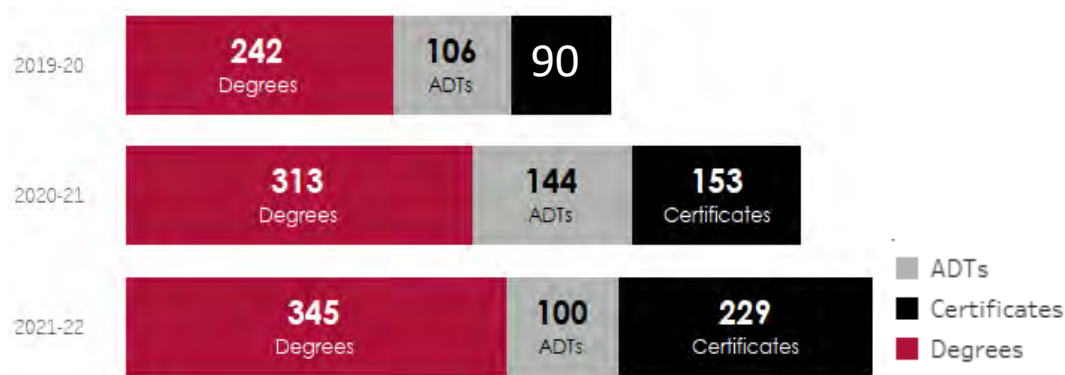 2019-20
242
Degrees
106
ADTs
90
2020-21
313
Degrees
144
ADTs
153
Certificates
2021-22
345
Degrees
100
ADTs
229
Certificates
ADTs
Certificates
Degrees